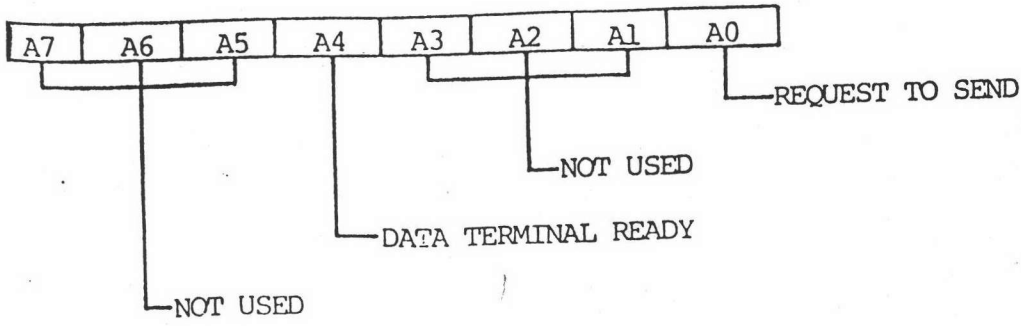 A7 A6 A5 A4 A3 A2 A1 A0
REQUEST TO SEND
NOT USED
DATA TERMINAL READY
NOT USED